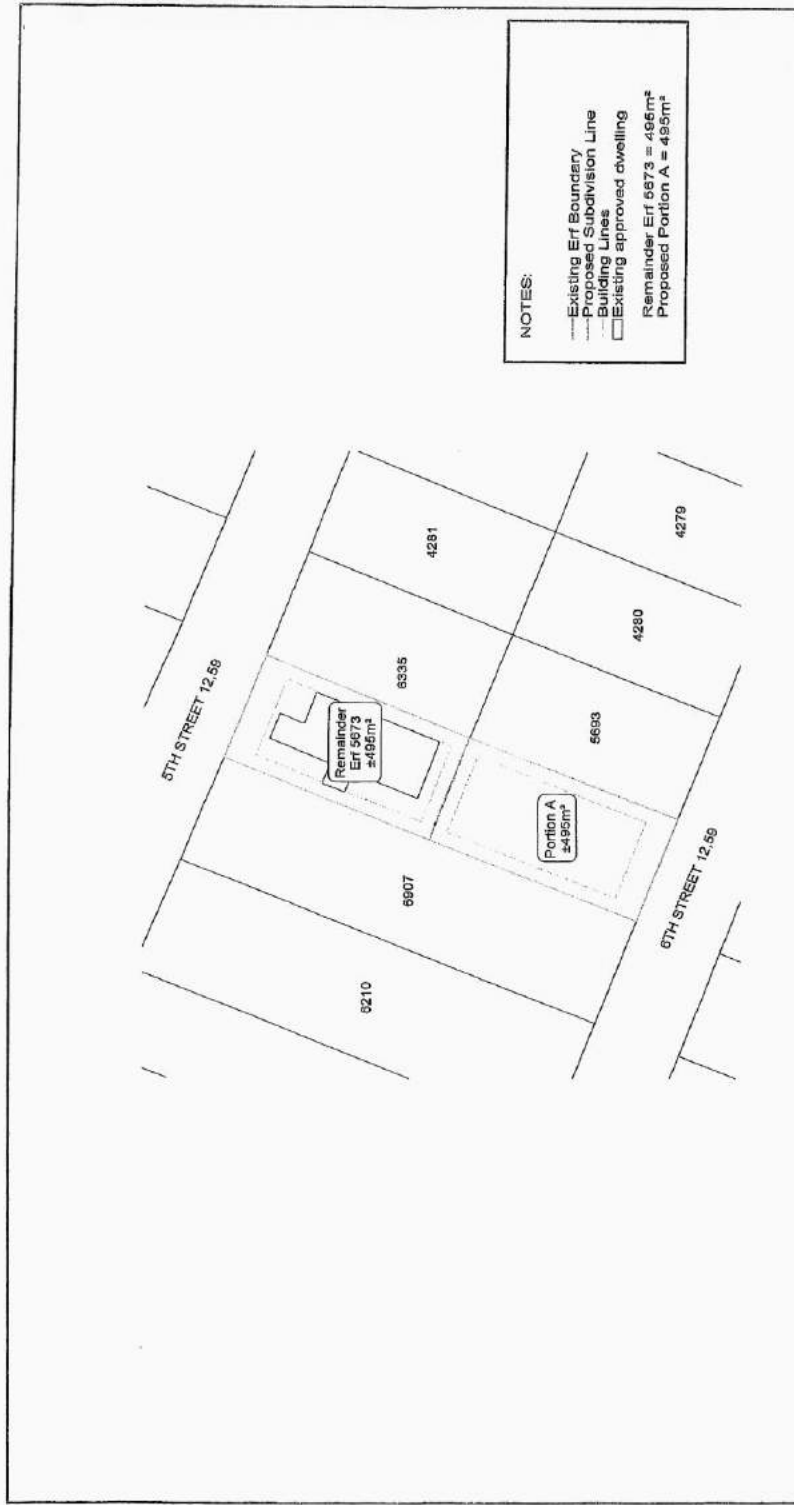 5TH STREET 12.59
4281
6335
Remainder
Erf 5673
±495m²
6907
6210
4279
4280
5693
Portion A
±495m²
6TH STREET 12.59
NOTES:
Existing Erf Boundary
Proposed Subdivision Line
Building Lines
Existing approved dwelling
Remainder Erf 5673 = 495m²
Proposed Portion A = 495m²